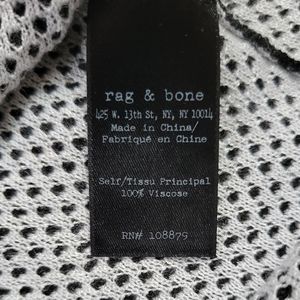 rag & bone
425 W. 13th St, NY, NY 10014
Made in China/
Fabriqué en Chine
Self/Tissu Principal
100% Viscose
RN# 108879